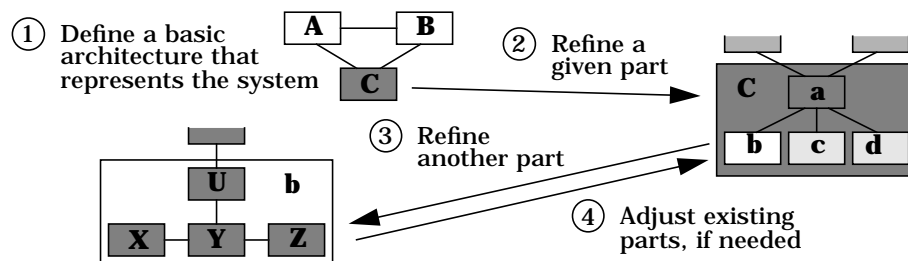 1 Define a basic
architecture that
represents the system
A B
C
2 Refine a
given part
C a
b c d
3 Refine
another part
U b
X Y Z
4 Adjust existing
parts, if needed